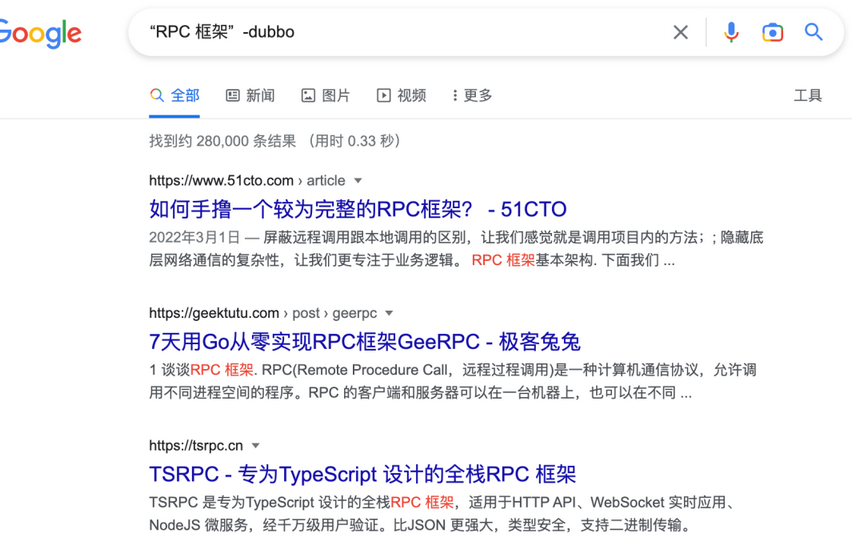 Google
“RPC 框架” -dubbo
全部 新闻 图片 视频 更多 工具
找到约 280,000 条结果 （用时 0.33 秒）
https://www.51cto.com › article
如何手撸一个较为完整的RPC框架？ - 51CTO
2022年3月1日 — 屏蔽远程调用跟本地调用的区别，让我们感觉就是调用项目内的方法；; 隐藏底
层网络通信的复杂性，让我们更专注于业务逻辑。 RPC 框架基本架构. 下面我们 ...
https://geektutu.com › post › geerpc
7天用Go从零实现RPC框架GeeRPC - 极客兔兔
1 谈谈RPC 框架. RPC(Remote Procedure Call，远程过程调用)是一种计算机通信协议，允许调
用不同进程空间的程序。RPC 的客户端和服务器可以在一台机器上，也可以在不同 ...
https://tsrpc.cn
TSRPC - 专为TypeScript 设计的全栈RPC 框架
TSRPC 是专为TypeScript 设计的全栈RPC 框架，适用于HTTP API、WebSocket 实时应用、
NodeJS 微服务，经千万级用户验证。比JSON 更强大，类型安全，支持二进制传输。